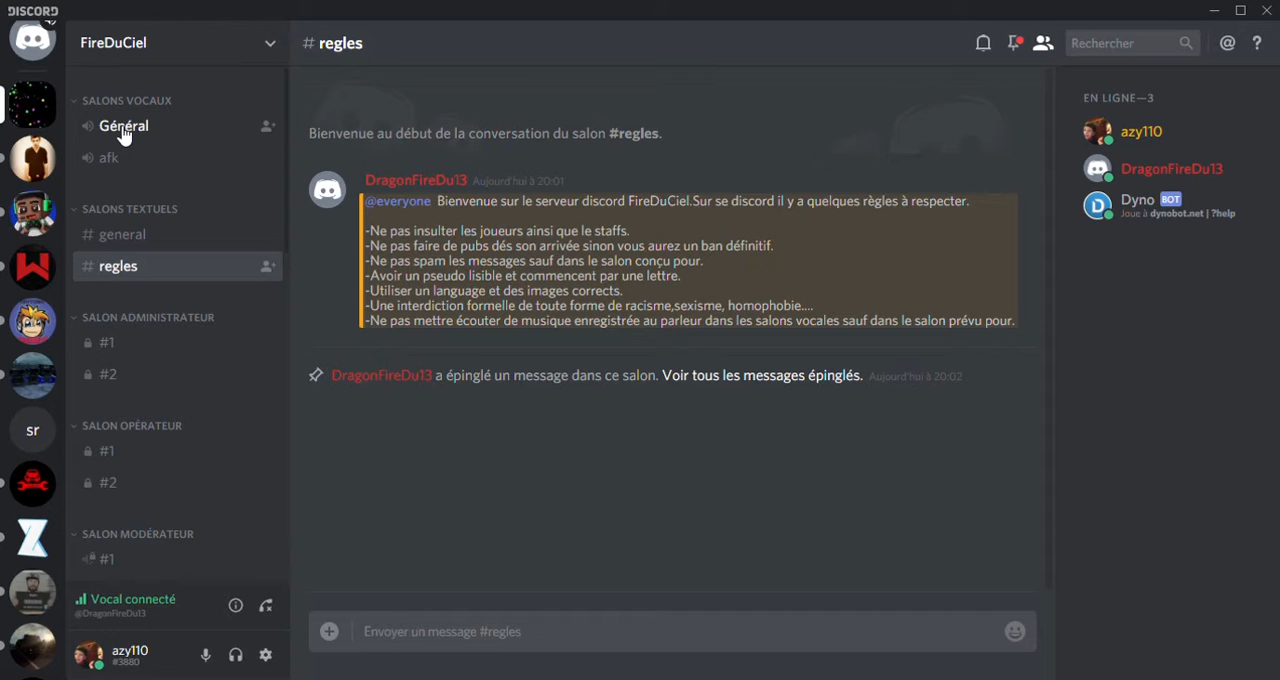 DISCORD
FireDuCiel
# regles
Rechercher
@
?
SALONS VOCAUX
Général
afk
SALONS TEXTUELS
# general
# regles
SALON ADMINISTRATEUR
#1
#2
SALON OPÉRATEUR
#1
#2
SALON MODÉRATEUR
#1
sr
Vocal connecté
@DragonFireDu13
azy110
#3880
Bienvenue au début de la conversation du salon #regles.
DragonFireDu13 Aujourd'hui à 20:01
@everyone Bienvenue sur le serveur discord FireDuCiel.Sur se discord il y a quelques règles à respecter.
-Ne pas insulter les joueurs ainsi que le staffs.
-Ne pas faire de pubs dés son arrivée sinon vous aurez un ban définitif.
-Ne pas spam les messages sauf dans le salon conçu pour.
-Avoir un pseudo lisible et commencent par une lettre.
-Utiliser un language et des images corrects.
-Une interdiction formelle de toute forme de racisme,sexisme, homophobie....
-Ne pas mettre écouter de musique enregistrée au parleur dans les salons vocales sauf dans le salon prévu pour.
DragonFireDu13 a épinglé un message dans ce salon. Voir tous les messages épinglés. Aujourd'hui à 20:02
Envoyer un message #regles
EN LIGNE—3
azy110
DragonFireDu13
Dyno BOT
Joue à dynobot.net | ?help